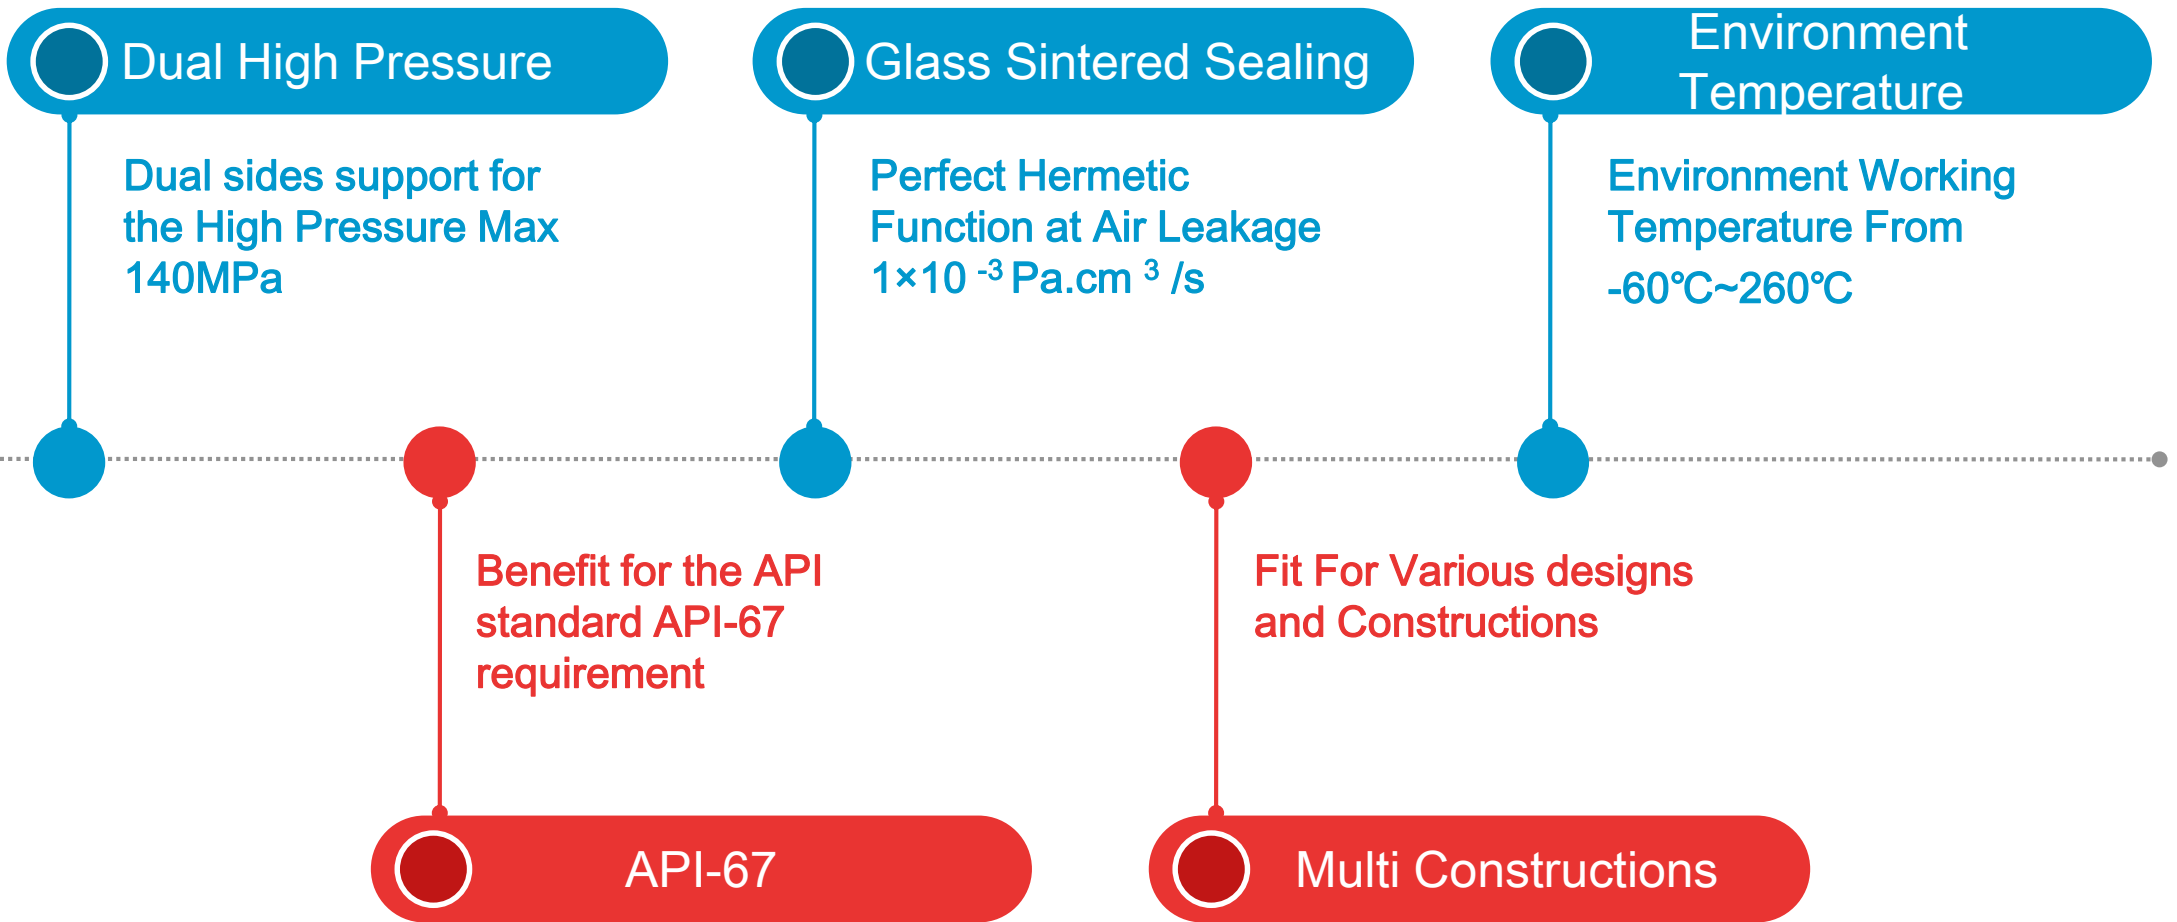 Dual High Pressure
Dual sides support for
the High Pressure Max
140MPa
Glass Sintered Sealing
Perfect Hermetic
Function at Air Leakage
1×10 ⁻³ Pa.cm ³ /s
Environment
Temperature
Environment Working
Temperature From
-60℃~260℃
Benefit for the API
standard API-67
requirement
API-67
Fit For Various designs
and Constructions
Multi Constructions